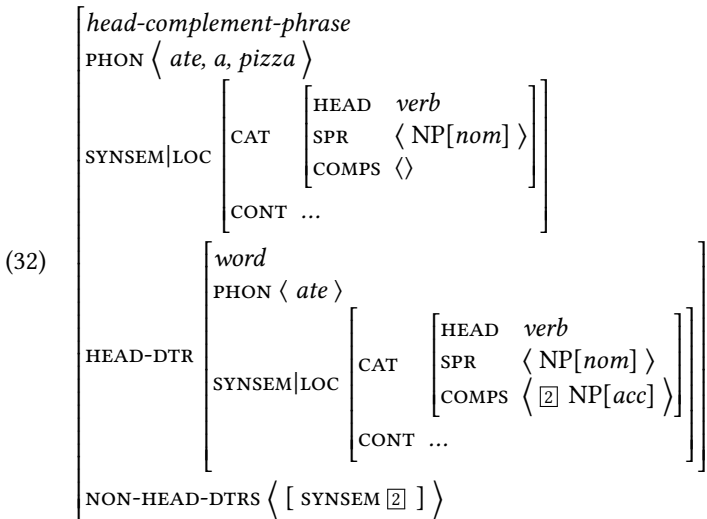 head-complement-phrase
PHON ⟨ ate, a, pizza ⟩
HEAD verb
SPR ⟨ NP[nom] ⟩
CAT
SYNSEM|LOC
COMPS ⟨⟩
CONT ...
(32)
word
PHON ⟨ ate ⟩
HEAD verb
HEAD-DTR
CAT
SPR ⟨ NP[nom] ⟩
SYNSEM|LOC
COMPS ⟨ 2 NP[acc] ⟩
CONT ...
NON-HEAD-DTRS ⟨ [ SYNSEM 2 ] ⟩